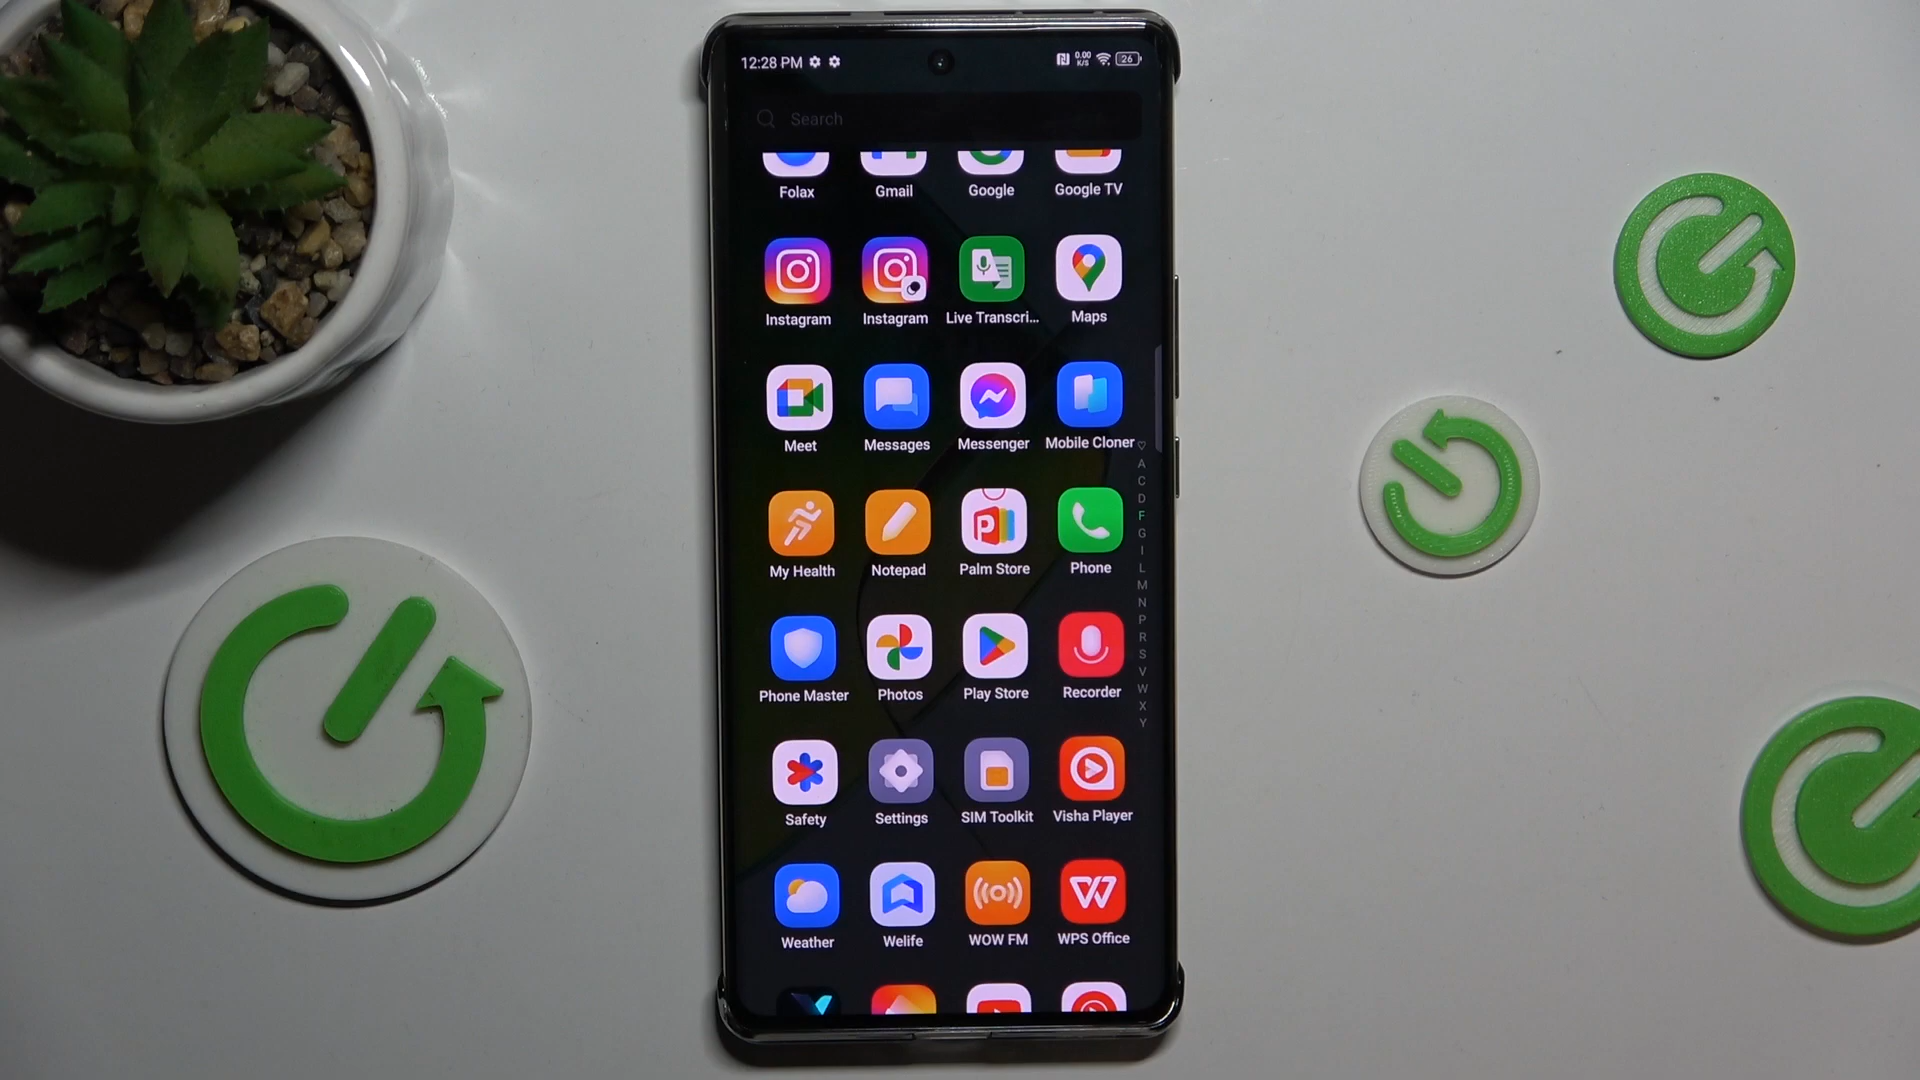 12:28 PM
0.00
K/S
26
Search
Folax
Gmail
Google
Google TV
Instagram
Instagram
Live Transcri...
Maps
Meet
Messages
Messenger
Mobile Cloner
My Health
Notepad
Palm Store
Phone
Phone Master
Photos
Play Store
Recorder
Safety
Settings
SIM Toolkit
Visha Player
Weather
Welife
WOW FM
WPS Office
A
C
D
F
G
I
L
M
N
P
R
S
V
W
X
Y